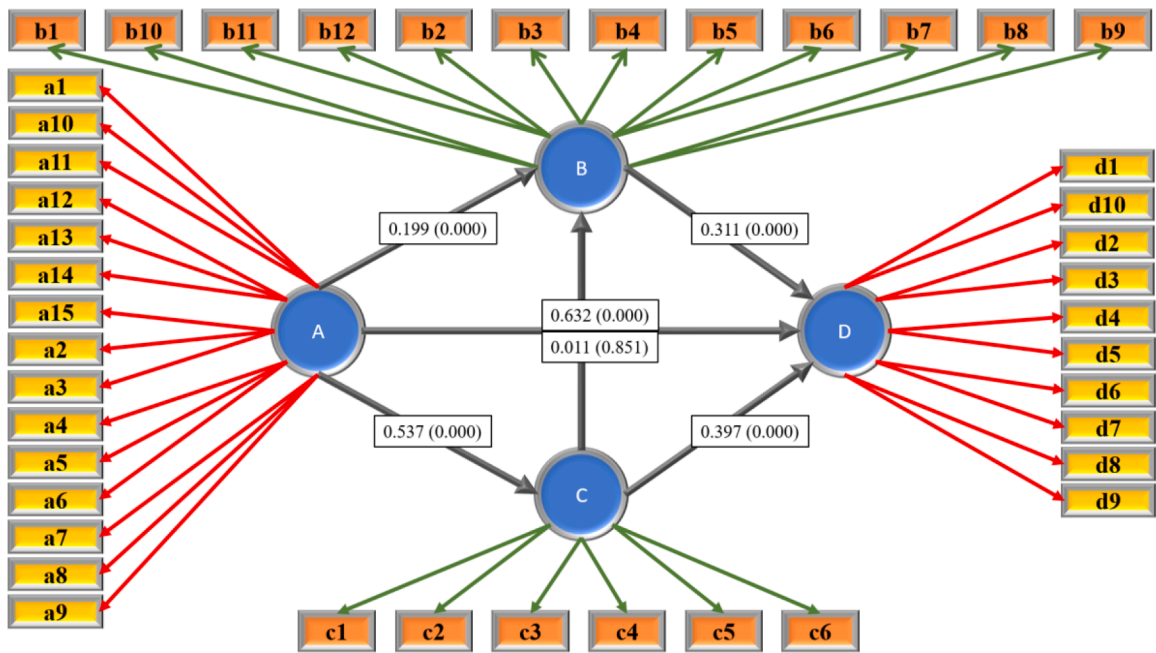 b1 b10 b11 b12 b2 b3 b4 b5 b6 b7 b8 b9
a1
a10
a11
a12
a13
a14
a15
a2
a3
a4
a5
a6
a7
a8
a9
B
0.199 (0.000)
0.311 (0.000)
A
0.632 (0.000)
0.011 (0.851)
D
0.537 (0.000)
0.397 (0.000)
C
d1
d10
d2
d3
d4
d5
d6
d7
d8
d9
c1 c2 c3 c4 c5 c6